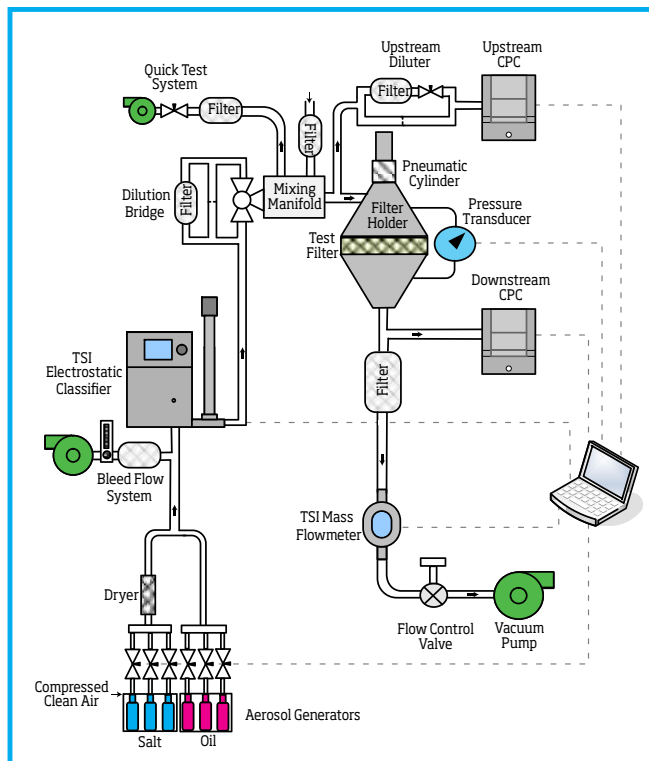 Upstream
Diluter
Upstream
CPC
Quick Test
System
Filter
Filter
Filter
Pneumatic
Cylinder
Dilution
Bridge
Filter
Mixing
Manifold
Filter
Holder
Pressure
Transducer
Test
Filter
Downstream
CPC
TSI
Electrostatic
Classifier
Filter
Bleed Flow
System
TSI Mass
Flowmeter
Dryer
Flow Control
Valve
Vacuum
Pump
Compressed
Clean Air
Aerosol Generators
Salt
Oil